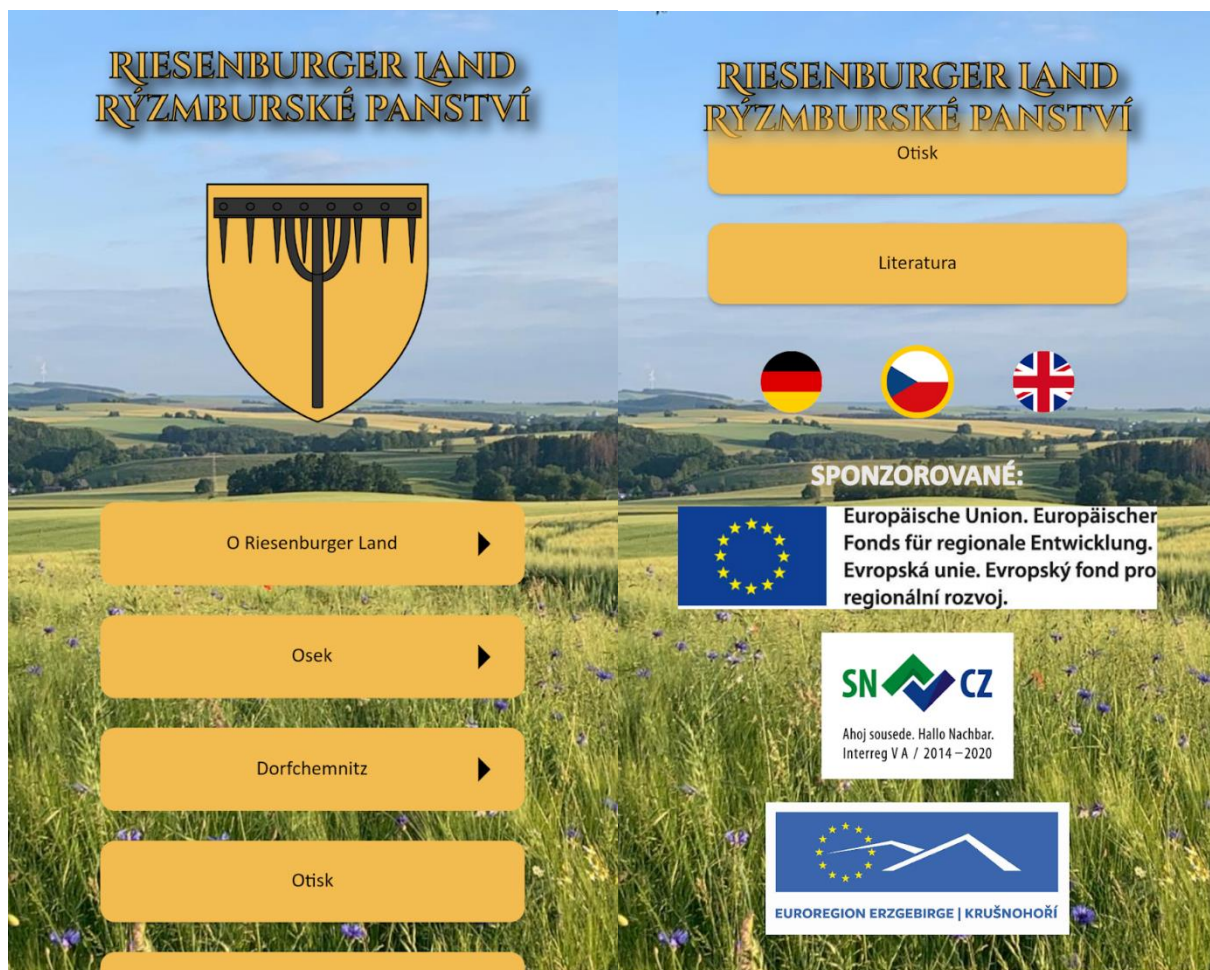 RIESENBURGER LAND
RÝZMBURSKÉ PANSTVÍ
O Riesenburger Land
Osek
Dorfchemnitz
Otisk
RIESENBURGER LAND
RÝZMBURSKÉ PANSTVÍ
Otisk
Literatura
SPONZOROVANÉ:
Europäische Union. Europäischer
Fonds für regionale Entwicklung.
Evropská unie. Evropský fond pro
regionální rozvoj.
SN CZ
Ahoj sousede. Hallo Nachbar.
Interreg V A / 2014 – 2020
EUROREGION ERZGEBIRGE | KRUŠNOHOŘÍ